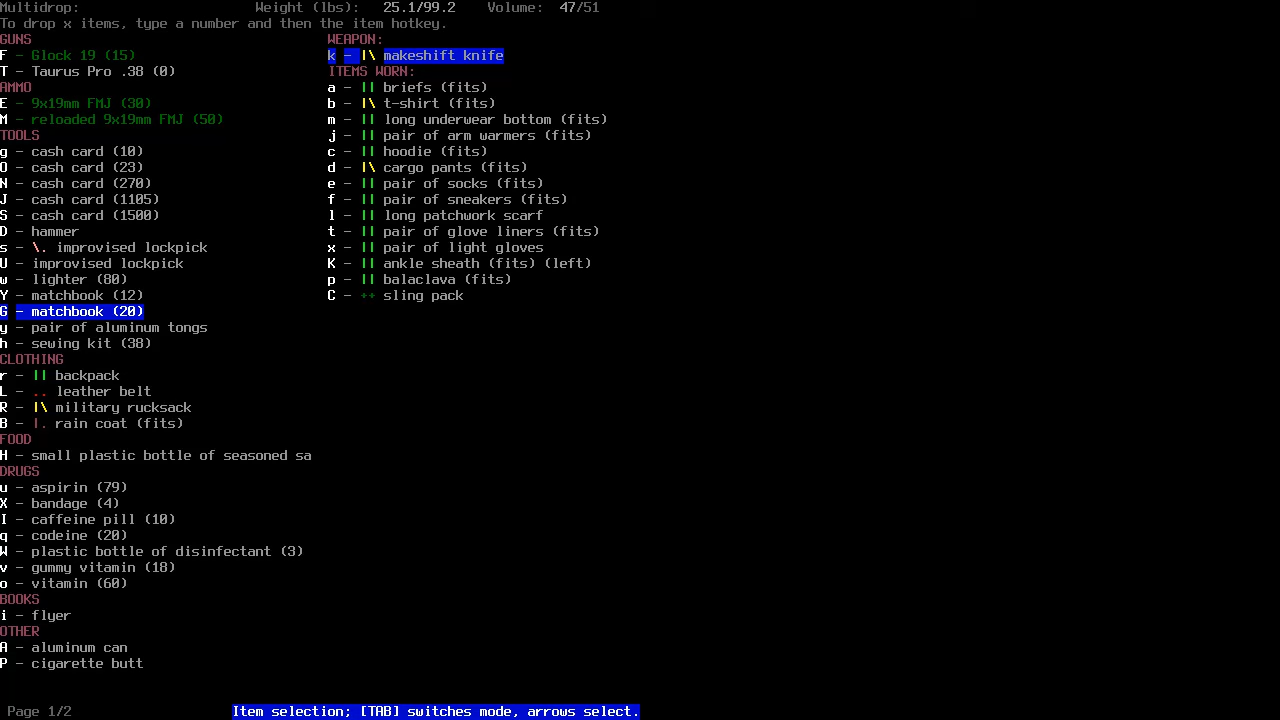 Multidrop: Weight (lbs): 25.1/99.2 Volume: 47/51
To drop x items, type a number and then the item hotkey.
GUNS
F - Glock 19 (15)
T - Taurus Pro .38 (0)
AMMO
E - 9x19mm FMJ (30)
M - reloaded 9x19mm FMJ (50)
TOOLS
g - cash card (10)
O - cash card (23)
N - cash card (270)
J - cash card (1105)
S - cash card (1500)
D - hammer
s - \. improvised lockpick
U - improvised lockpick
w - lighter (80)
Y - matchbook (12)
G - matchbook (20)
y - pair of aluminum tongs
h - sewing kit (38)
CLOTHING
r - || backpack
L - .. leather belt
R - |\ military rucksack
B - |. rain coat (fits)
FOOD
H - small plastic bottle of seasoned sa
DRUGS
u - aspirin (79)
X - bandage (4)
I - caffeine pill (10)
q - codeine (20)
W - plastic bottle of disinfectant (3)
v - gummy vitamin (18)
o - vitamin (60)
BOOKS
i - flyer
OTHER
A - aluminum can
P - cigarette butt
WEAPON:
k - |\ makeshift knife
ITEMS WORN:
a - || briefs (fits)
b - |\ t-shirt (fits)
m - || long underwear bottom (fits)
j - || pair of arm warmers (fits)
c - || hoodie (fits)
d - |\ cargo pants (fits)
e - || pair of socks (fits)
f - || pair of sneakers (fits)
l - || long patchwork scarf
t - || pair of glove liners (fits)
x - || pair of light gloves
K - || ankle sheath (fits) (left)
p - || balaclava (fits)
C - ++ sling pack
Page 1/2 Item selection; [TAB] switches mode, arrows select.